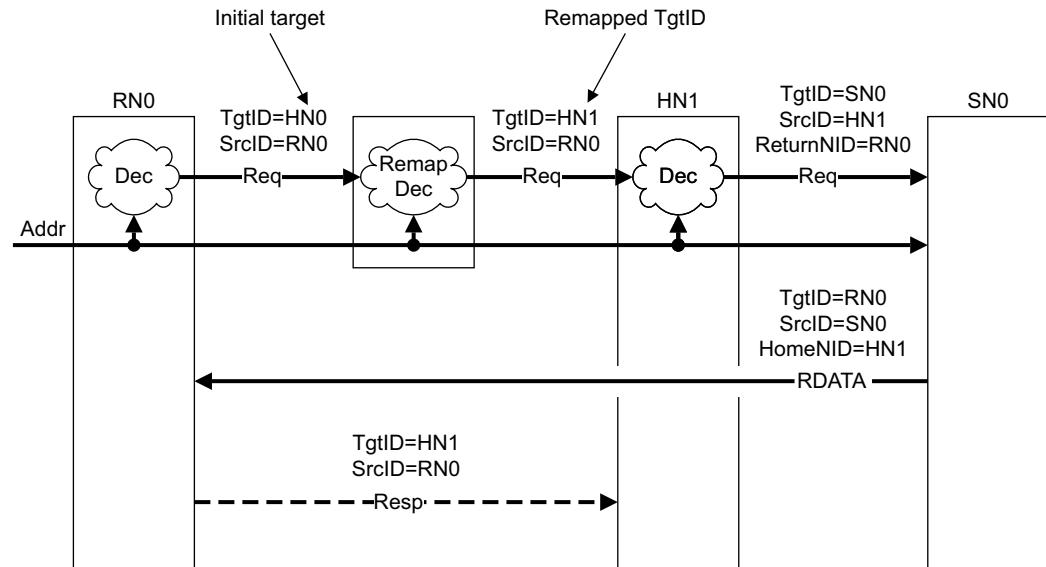 Initial target
Remapped TgtID
RN0
TgtID=HN0
SrcID=RN0
Req
Dec
Remap
Dec
TgtID=HN1
SrcID=RN0
Req
HN1
Dec
TgtID=SN0
SrcID=HN1
ReturnNID=RN0
Req
SN0
Addr
TgtID=RN0
SrcID=SN0
HomeNID=HN1
RDATA
TgtID=HN1
SrcID=RN0
Resp